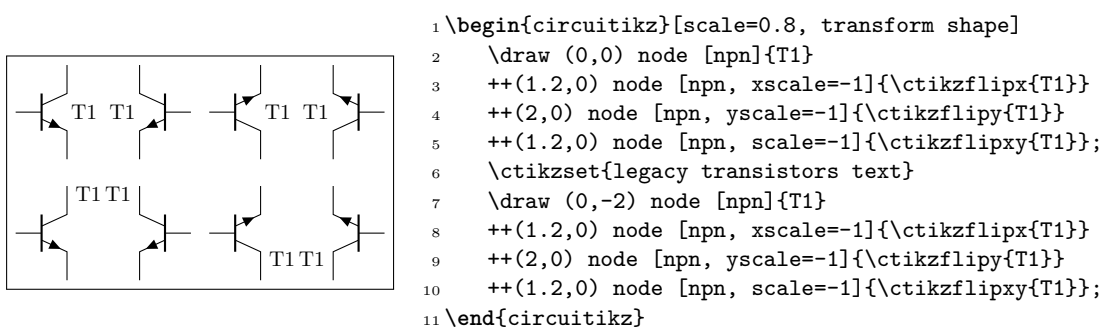 T1 T1 T1 T1
T1 T1
T1 T1
1 \begin{circuitikz}[scale=0.8, transform shape]
2 \draw (0,0) node [npn]{T1}
3 ++(1.2,0) node [npn, xscale=-1]{\ctikzflipx{T1}}
4 ++(2,0) node [npn, yscale=-1]{\ctikzflipy{T1}}
5 ++(1.2,0) node [npn, scale=-1]{\ctikzflipxy{T1}};
6 \ctikzset{legacy transistors text}
7 \draw (0,-2) node [npn]{T1}
8 ++(1.2,0) node [npn, xscale=-1]{\ctikzflipx{T1}}
9 ++(2,0) node [npn, yscale=-1]{\ctikzflipy{T1}}
10 ++(1.2,0) node [npn, scale=-1]{\ctikzflipxy{T1}};
11 \end{circuitikz}